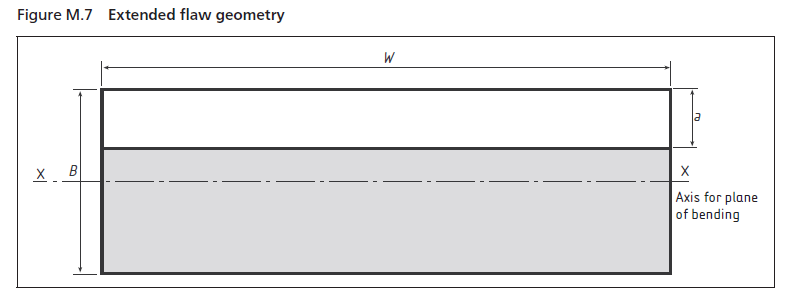 Figure M.7 Extended flaw geometry
W
a
X
B
X
Axis for plane
of bending